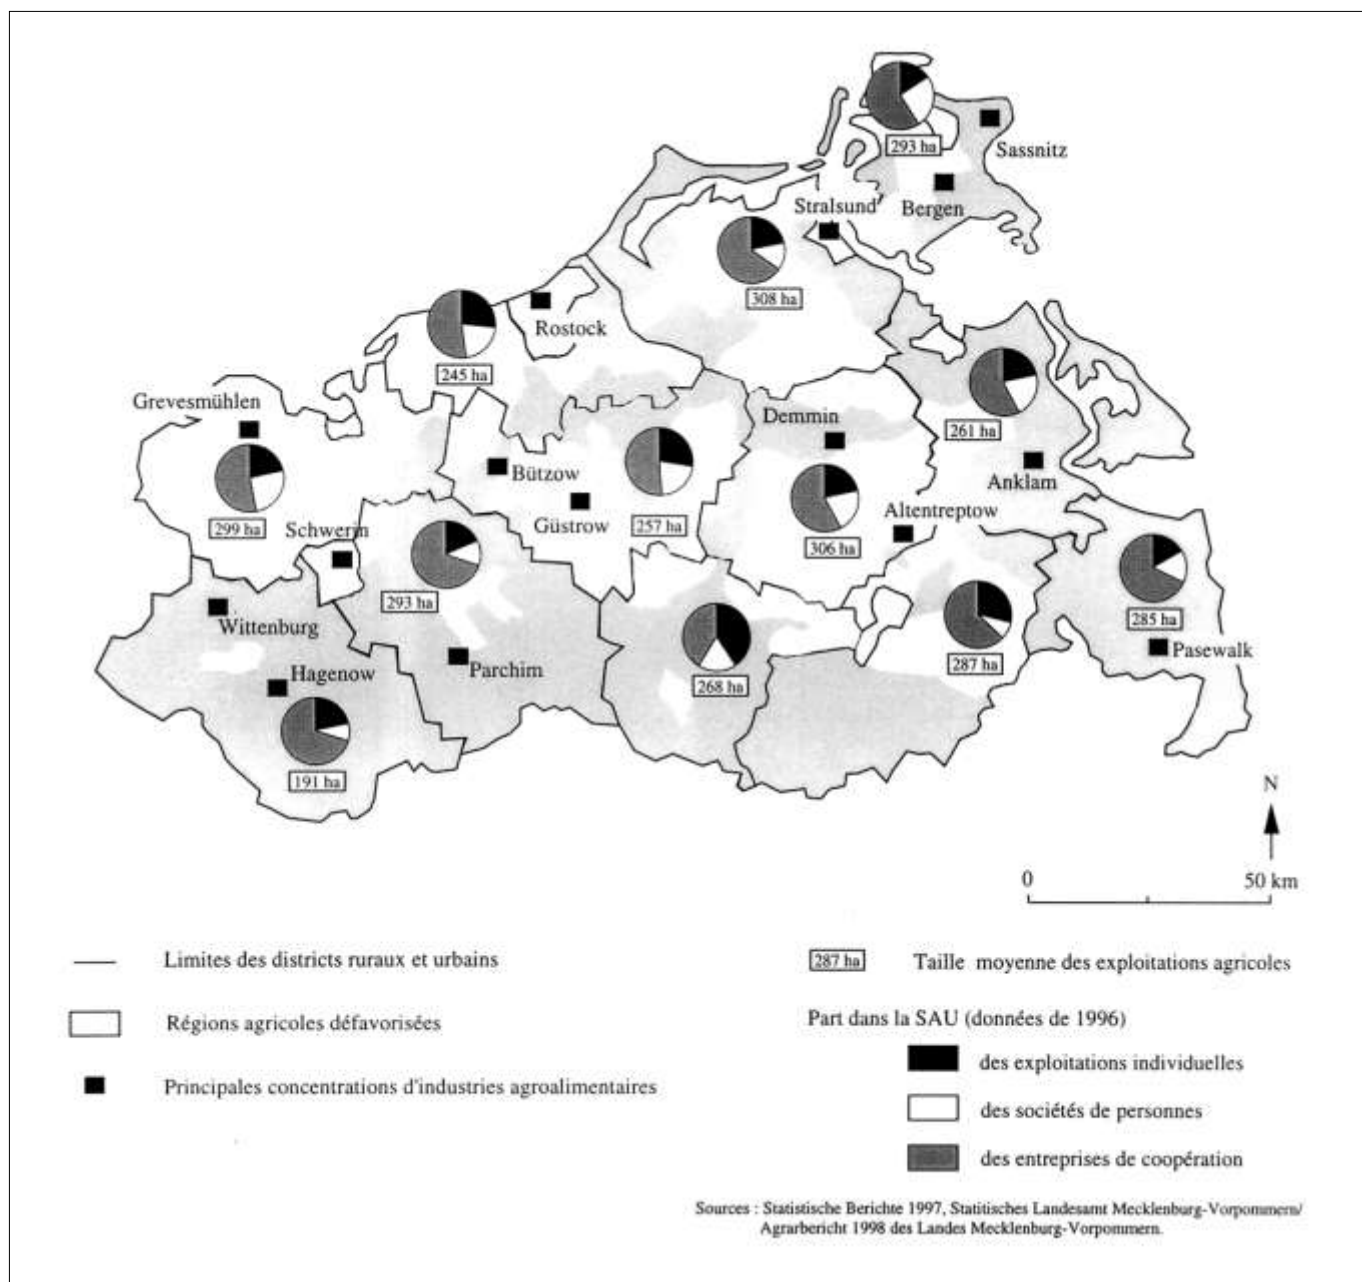 293 ha
Sassnitz
Stralsund
Bergen
308 ha
Rostock
245 ha
Grevesmühlen
Demmin
261 ha
Bützow
Anklam
Güstrow
257 ha
Altentreptow
299 ha
Schwerin
306 ha
293 ha
285 ha
Wittenburg
Pasewalk
Parchim
287 ha
Hagenow
268 ha
191 ha
N
0 50 km
Limites des districts ruraux et urbains
Régions agricoles défavorisées
Principales concentrations d'industries agroalimentaires
287 ha Taille moyenne des exploitations agricoles
Part dans la SAU (données de 1996)
des exploitations individuelles
des sociétés de personnes
des entreprises de coopération
Sources : Statistische Berichte 1997, Statitisches Landesamt Mecklenburg-Vorpommern/
Agrarbericht 1998 des Landes Mecklenburg-Vorpommern.